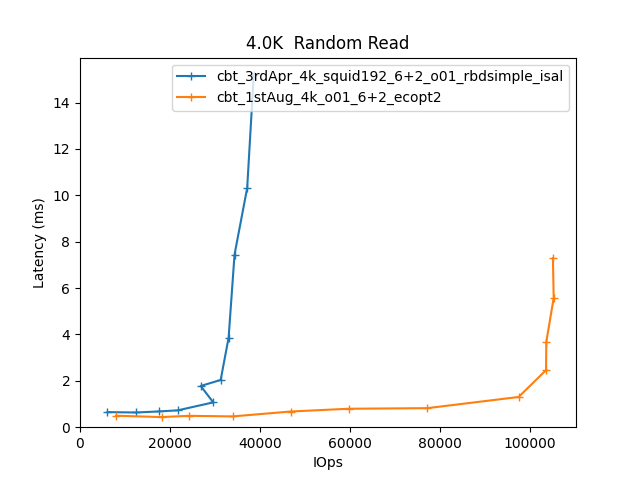 4.0K  Random Read
cbt_3rdApr_4k_squid192_6+2_o01_rbdsimple_isal
cbt_1stAug_4k_o01_6+2_ecopt2
Latency (ms)
14
12
10
8
6
4
2
0
0 20000 40000 60000 80000 100000
IOps